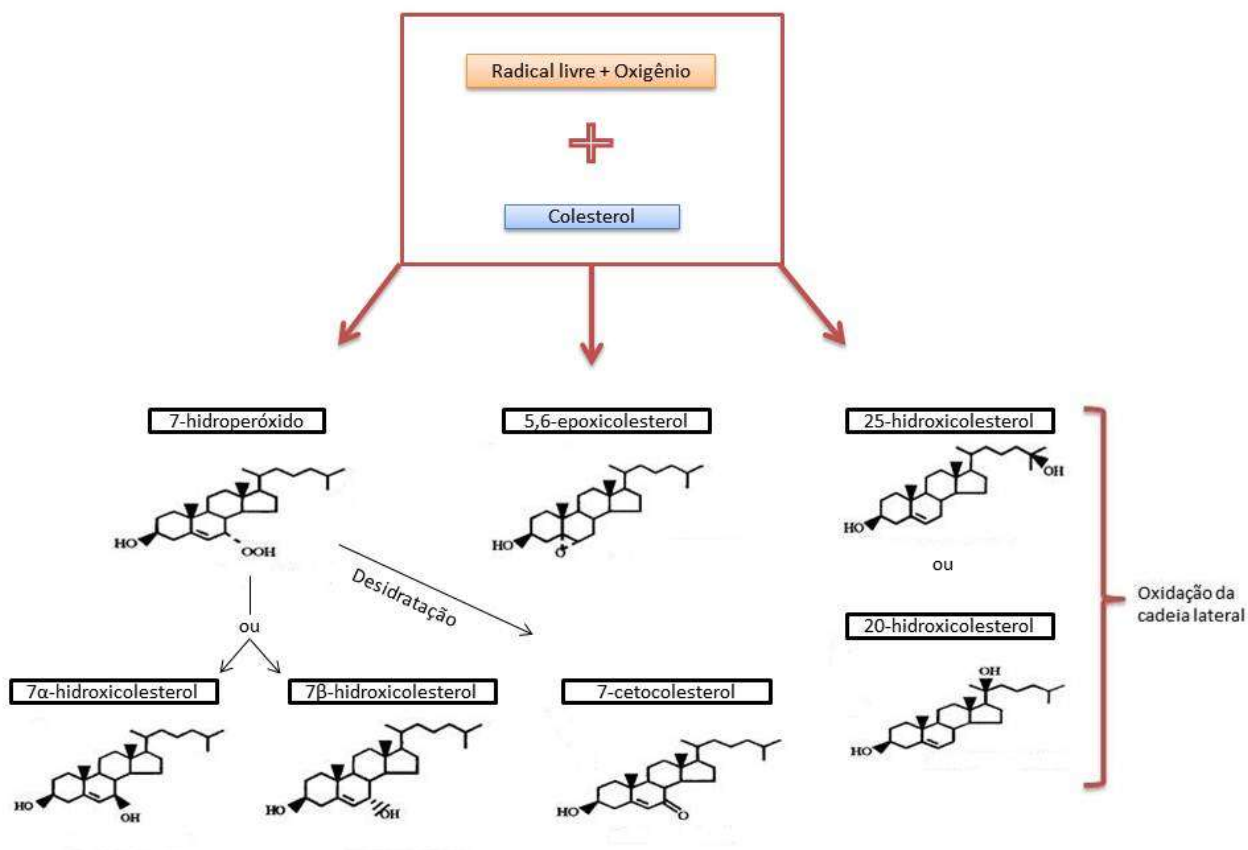 Radical livre + Oxigênio
Colesterol
7-hidroperóxido
5,6-epoxicolesterol
25-hidroxicolesterol
HO
OOH
HO
O
HO
OH
ou
Desidratação
ou
20-hidroxicolesterol
Oxidação da
cadeia lateral
7α-hidroxicolesterol
7β-hidroxicolesterol
7-cetocolesterol
OH
HO
HO
OH
HO
OH
HO
O